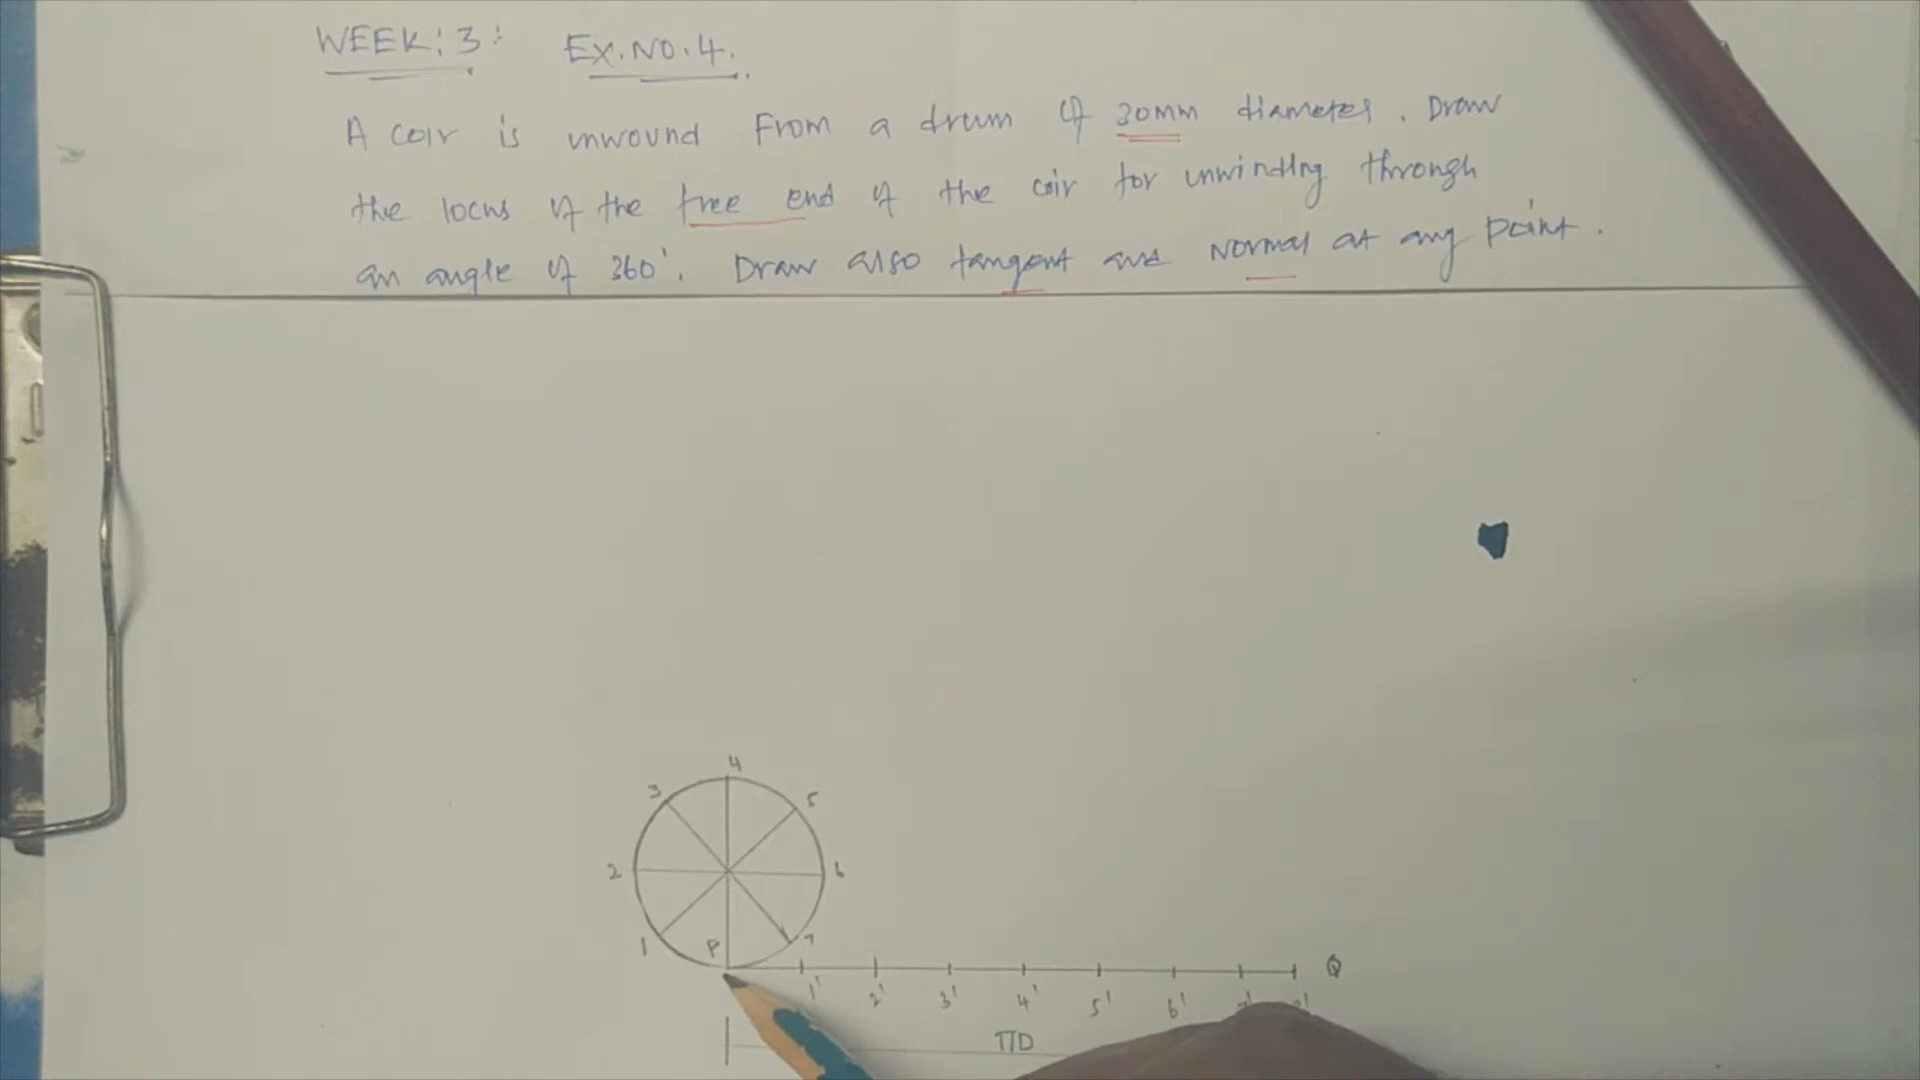 WEEK: 3: Ex. No. 4.
A coir is unwound From a drum of 30mm diameter. Draw
the locus of the free end of the coir for unwinding through
an angle of 360°. Draw also tangent and Normal at any point.
4
3 5
2 6
1 P 7
Q
1' 2' 3' 4' 5' 6'
πD